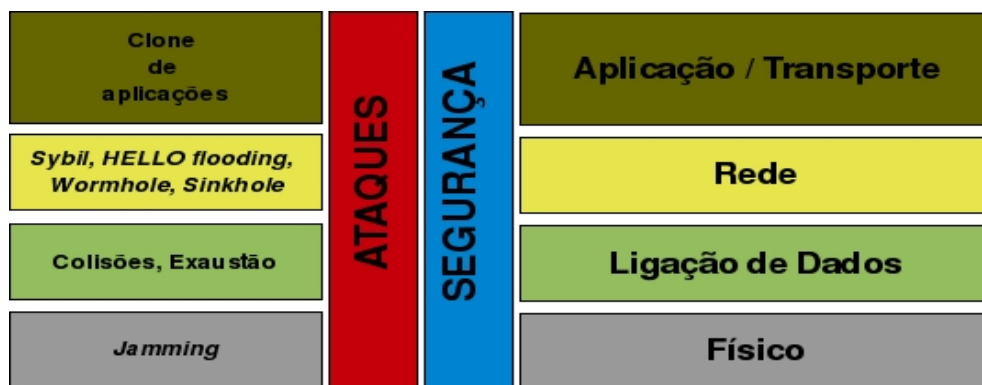 Clone
de
aplicações
Sybil, HELLO flooding,
Wormhole, Sinkhole
Colisões, Exaustão
Jamming
ATAQUES
SEGURANÇA
Aplicação / Transporte
Rede
Ligação de Dados
Físico